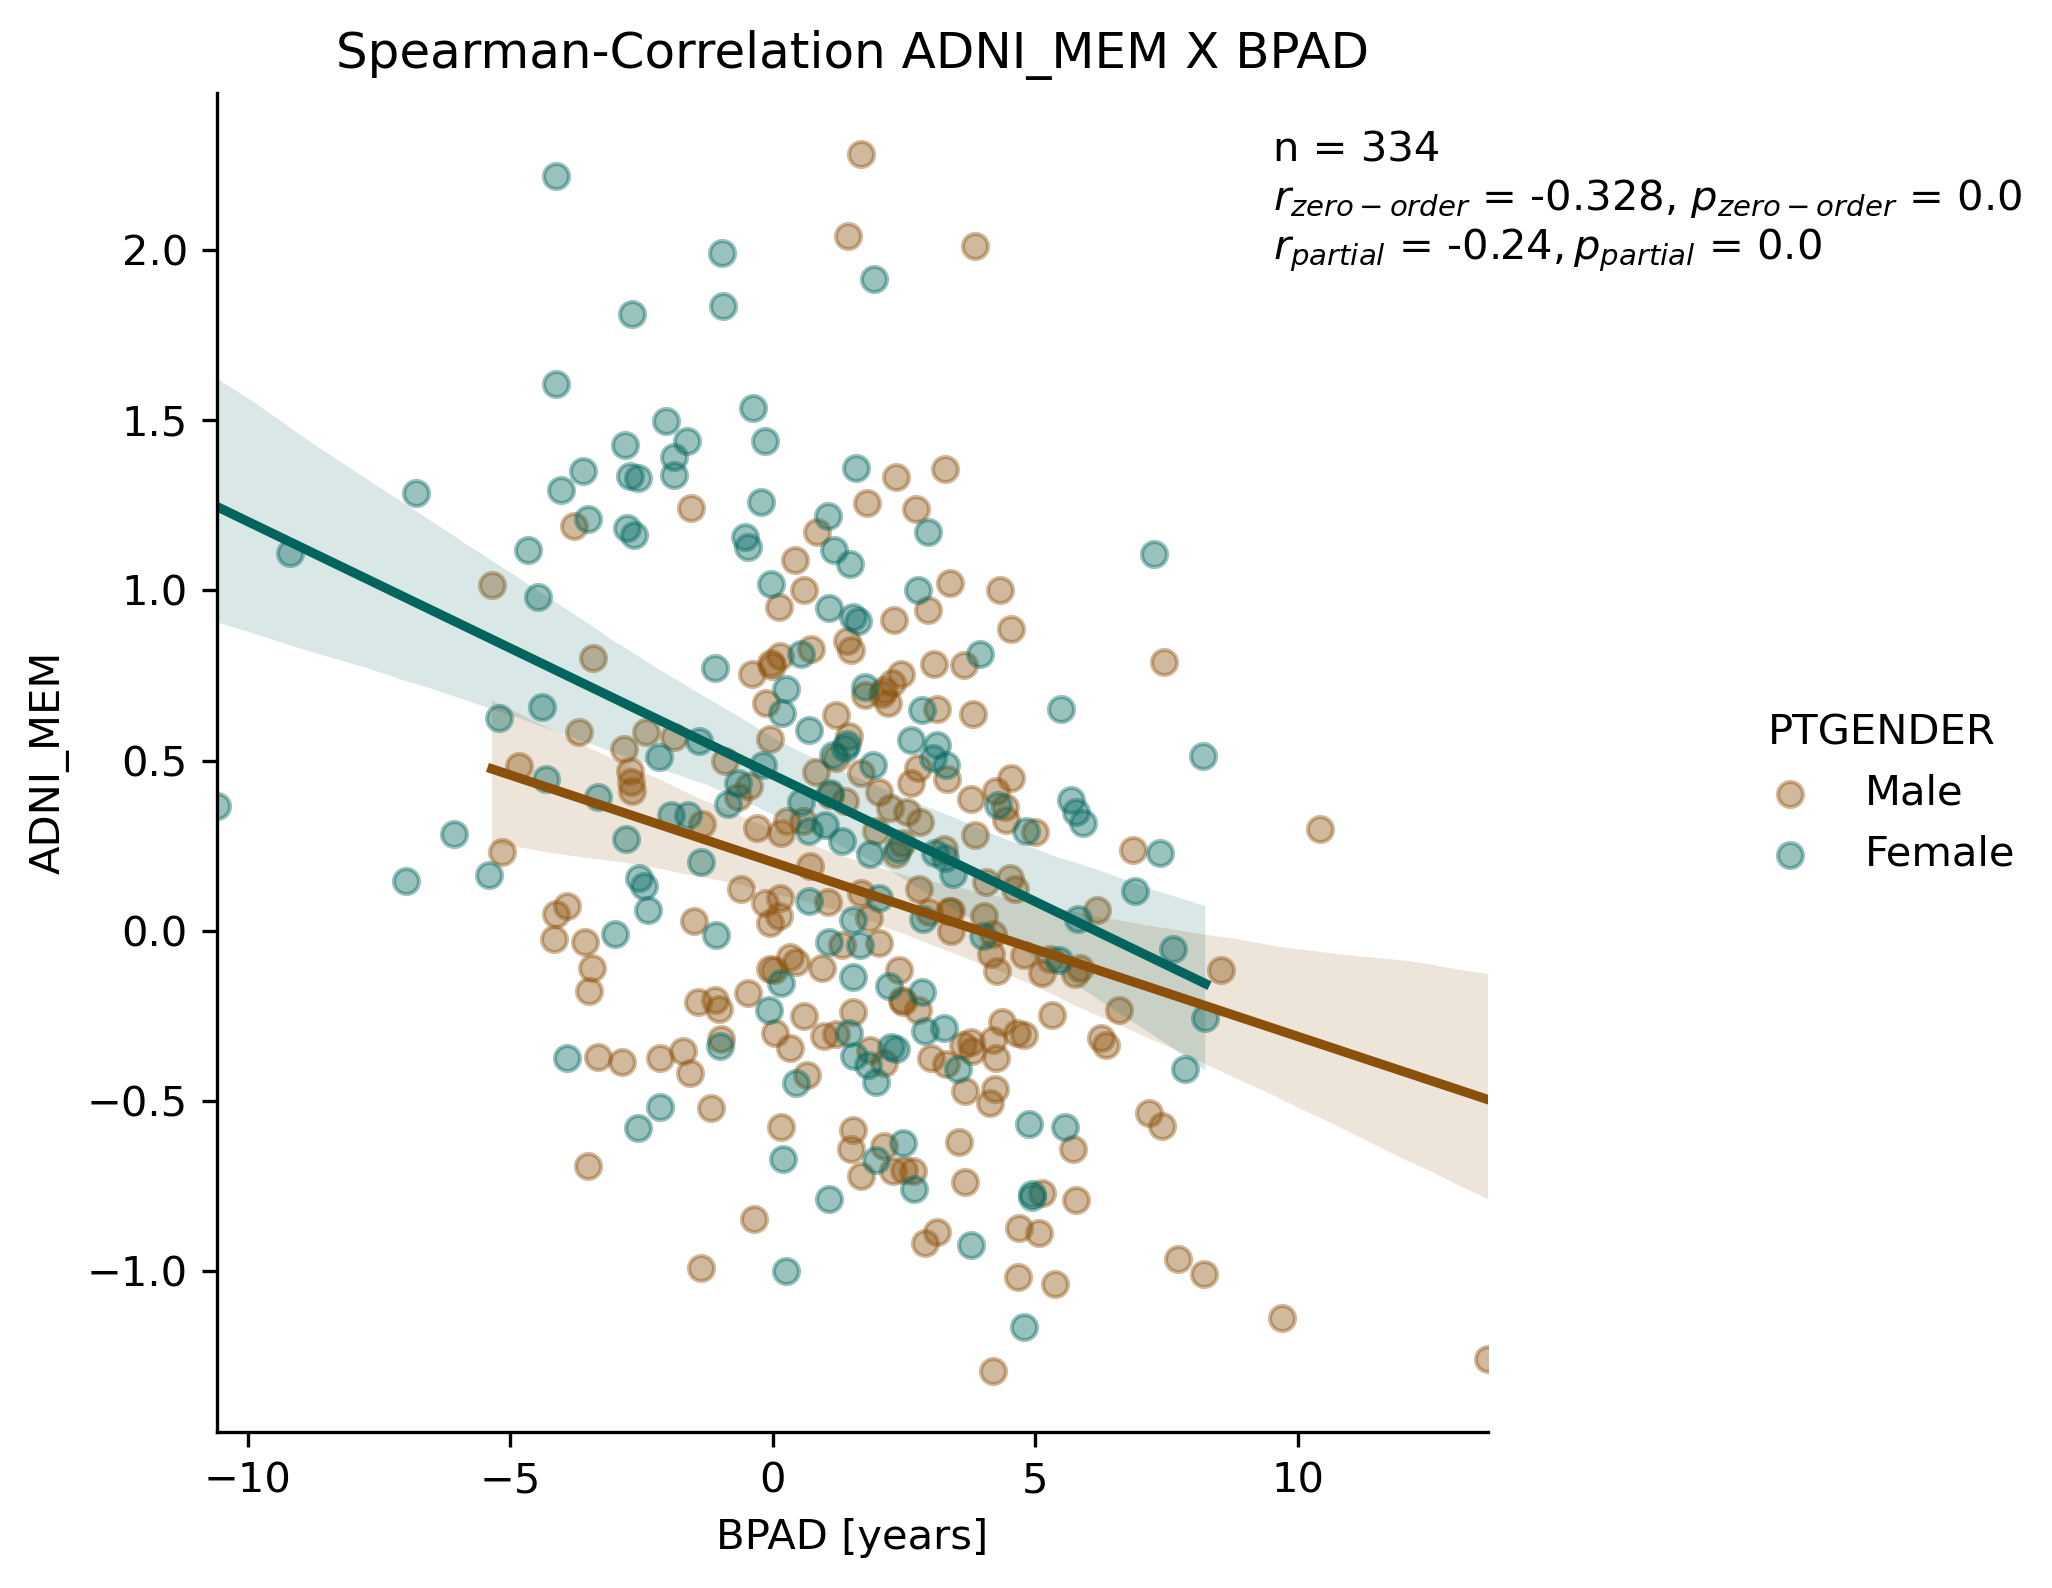 Spearman-Correlation ADNI_MEM X BPAD
n = 334
r_zero−order = -0.328, p_zero−order = 0.0
r_partial = -0.24, p_partial = 0.0
2.0
1.5
1.0
0.5
0.0
−0.5
−1.0
ADNI_MEM
PTGENDER
Male
Female
−10
−5
0
5
10
BPAD [years]